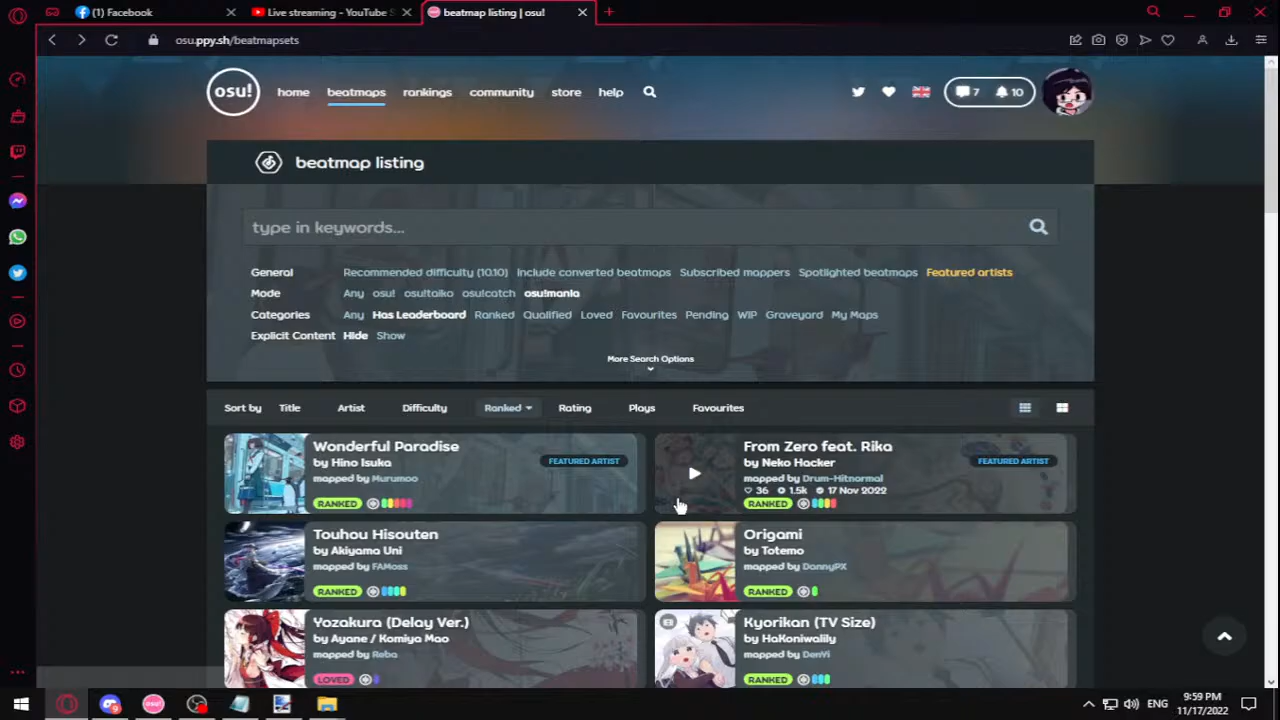 (1) Facebook
Live streaming - YouTube S
beatmap listing | osu!
osu.ppy.sh/beatmapsets
osu!
home
beatmaps
rankings
community
store
help
7
10
beatmap listing
type in keywords...
General
Recommended difficulty (10.10)
Include converted beatmaps
Subscribed mappers
Spotlighted beatmaps
Featured artists
Mode
Any
osu!
osu!taiko
osu!catch
osu!mania
Categories
Any
Has Leaderboard
Ranked
Qualified
Loved
Favourites
Pending
WIP
Graveyard
My Maps
Explicit Content
Hide
Show
More Search Options
Sort by
Title
Artist
Difficulty
Ranked
Rating
Plays
Favourites
Wonderful Paradise
by Hino Isuka
FEATURED ARTIST
mapped by Murumoo
RANKED
From Zero feat. Rika
by Neko Hacker
FEATURED ARTIST
mapped by Drum-Hitnormal
36
1.5k
17 Nov 2022
RANKED
Touhou Hisouten
by Akiyama Uni
mapped by FAMoss
RANKED
Origami
by Totemo
mapped by DannyPX
RANKED
Yozakura (Delay Ver.)
by Ayane / Komiya Mao
mapped by Reba
LOVED
Kyorikan (TV Size)
by HaKoniwalily
mapped by DenVi
RANKED
osu!
ENG
9:59 PM
11/17/2022